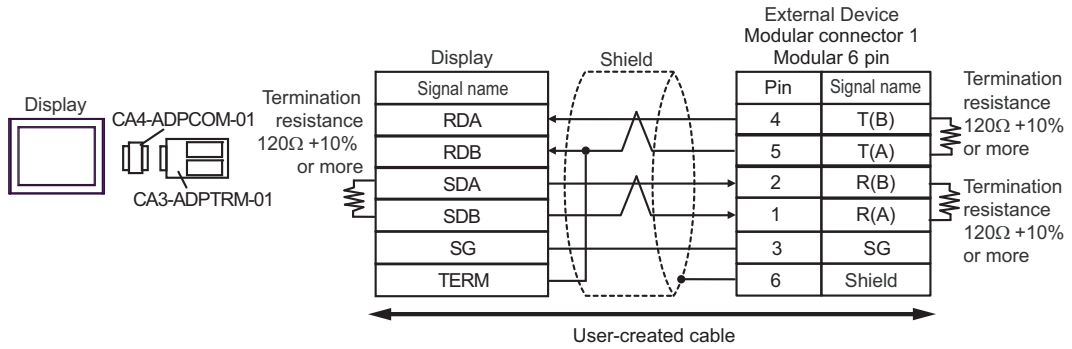 External Device
Modular connector 1
Modular 6 pin
Display
Shield
Display
CA4-ADPCOM-01
CA3-ADPTRM-01
Termination
resistance
120Ω +10%
or more
Signal name
RDA
RDB
SDA
SDB
SG
TERM
Pin Signal name
4 T(B)
5 T(A)
2 R(B)
1 R(A)
3 SG
6 Shield
Termination
resistance
120Ω +10%
or more
Termination
resistance
120Ω +10%
or more
User-created cable